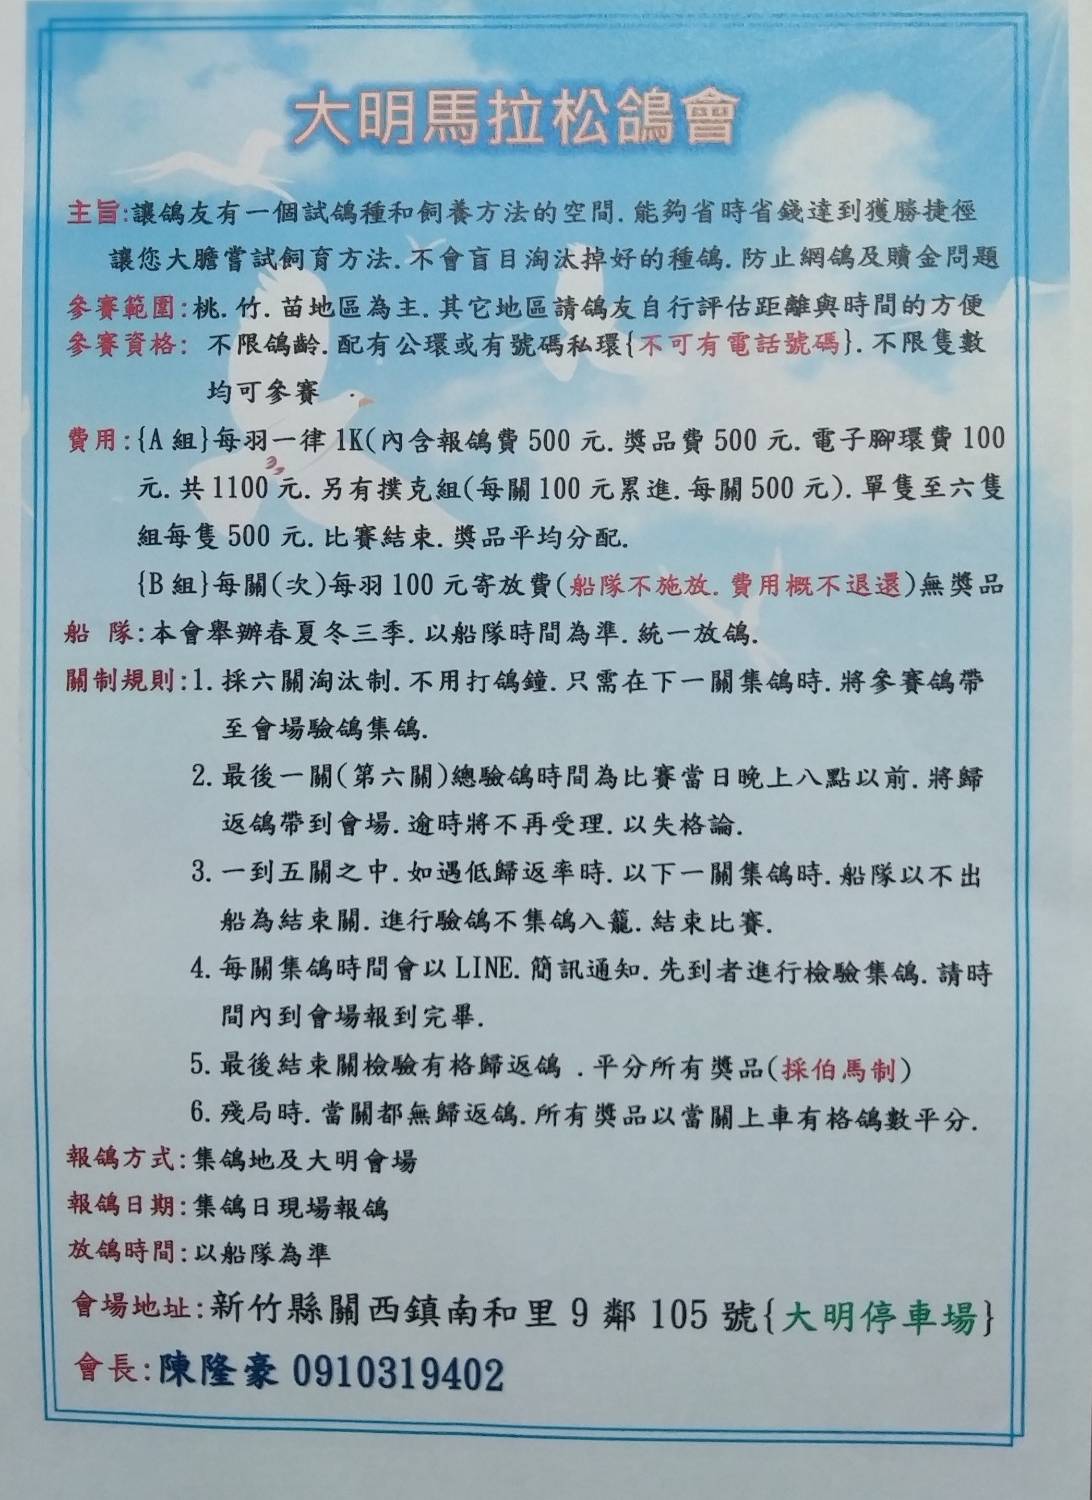 大明馬拉松鴿會
主旨:讓鴿友有一個試鴿種和飼養方法的空間.能夠省時省錢達到獲勝捷徑
讓您大膽嘗試飼育方法.不會盲目淘汰掉好的種鴿.防止網鴿及贖金問題
參賽範圍:桃.竹.苗地區為主.其它地區請鴿友自行評估距離與時間的方便
參賽資格: 不限鴿齡.配有公環或有號碼私環{不可有電話號碼}.不限隻數
均可參賽
費用:{A組}每羽一律1K(內含報鴿費500元.獎品費500元.電子腳環費100
元.共1100元.另有撲克組(每關100元累進.每關500元).單隻至六隻
組每隻500元.比賽結束.獎品平均分配.
{B組}每關(次)每羽100元寄放費(船隊不施放.費用概不退還)無獎品
船 隊:本會舉辦春夏冬三季.以船隊時間為準.統一放鴿.
關制規則:1.採六關淘汰制.不用打鴿鐘.只需在下一關集鴿時.將參賽鴿帶
至會場驗鴿集鴿.
2.最後一關(第六關)總驗鴿時間為比賽當日晚上八點以前.將歸
返鴿帶到會場.逾時將不再受理.以失格論.
3.一到五關之中.如遇低歸返率時.以下一關集鴿時.船隊以不出
船為結束關.進行驗鴿不集鴿入籠.結束比賽.
4.每關集鴿時間會以LINE.簡訊通知.先到者進行檢驗集鴿.請時
間內到會場報到完畢.
5.最後結束關檢驗有格歸返鴿 .平分所有獎品(採伯馬制)
6.殘局時.當關都無歸返鴿.所有獎品以當關上車有格鴿數平分.
報鴿方式:集鴿地及大明會場
報鴿日期:集鴿日現場報鴿
放鴿時間:以船隊為準
會場地址:新竹縣關西鎮南和里9鄰105號{大明停車場}
會長:陳隆豪 0910319402